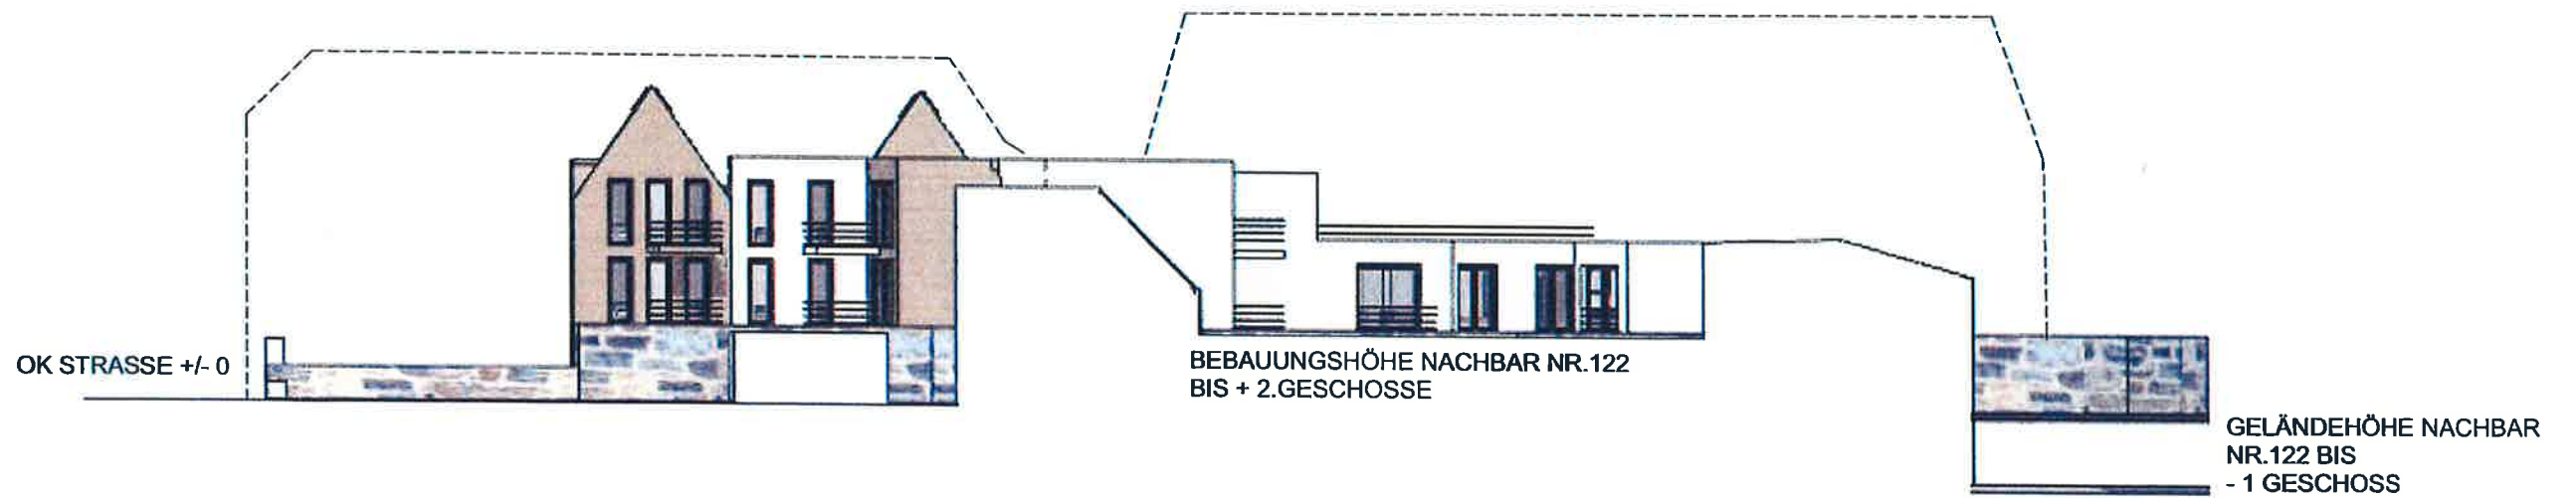 OK STRASSE +/- 0
BEBAUUNGSHÖHE NACHBAR NR.122
BIS + 2.GESCHOSSE
GELÄNDEHÖHE NACHBAR
NR.122 BIS
- 1 GESCHOSS